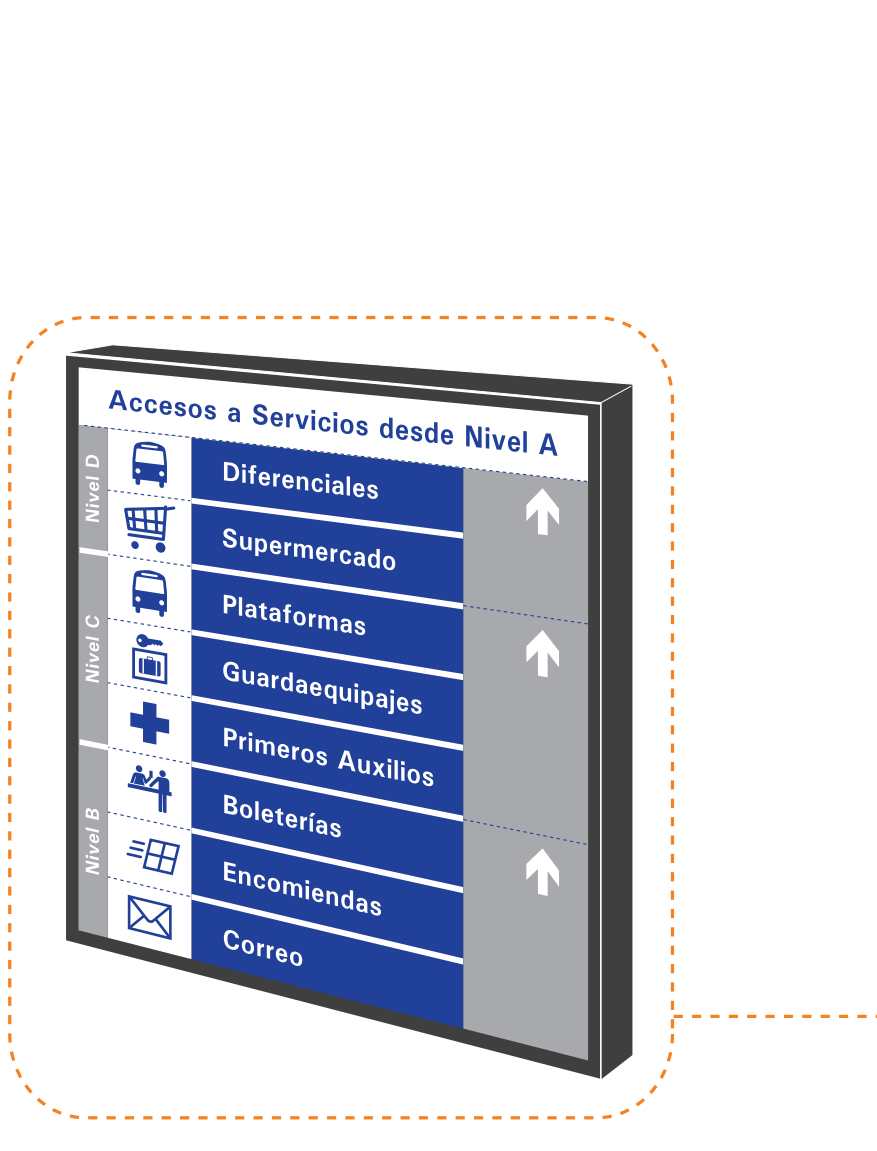 Accesos a Servicios desde Nivel A
Nivel D
Diferenciales
Supermercado
Nivel C
Plataformas
Guardaequipajes
Primeros Auxilios
Nivel B
Boleterías
Encomiendas
Correo